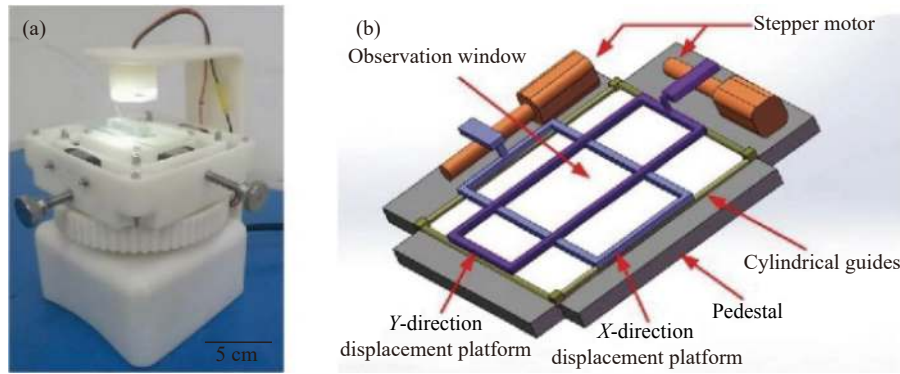 (a)
5 cm
(b)
Stepper motor
Observation window
Cylindrical guides
Pedestal
Y-direction
displacement platform
X-direction
displacement platform